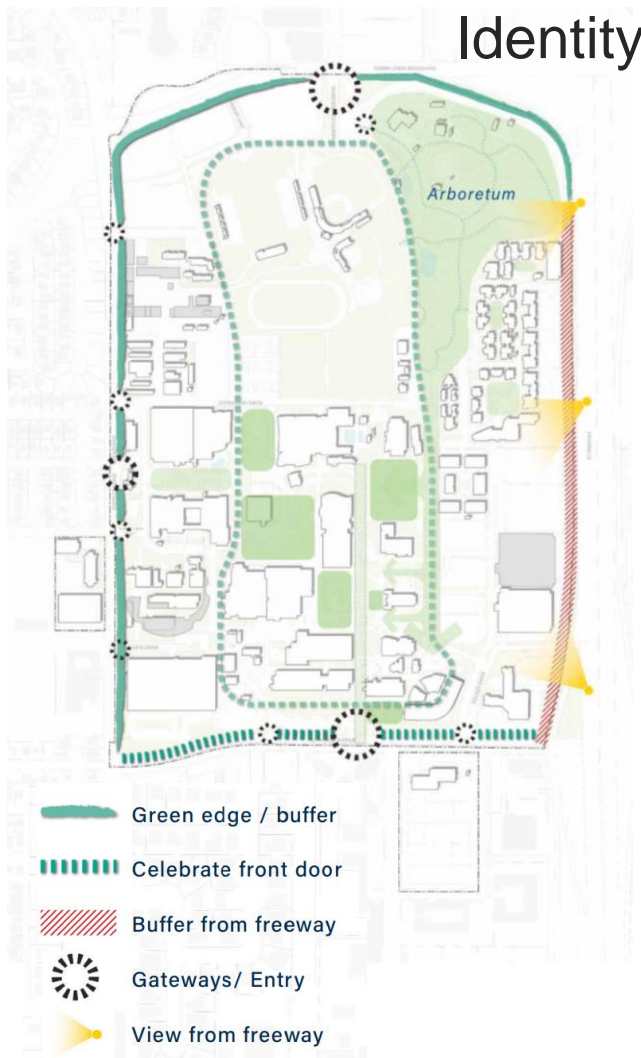 Identity
Arboretum
Green edge / buffer
Celebrate front door
Buffer from freeway
Gateways/ Entry
View from freeway